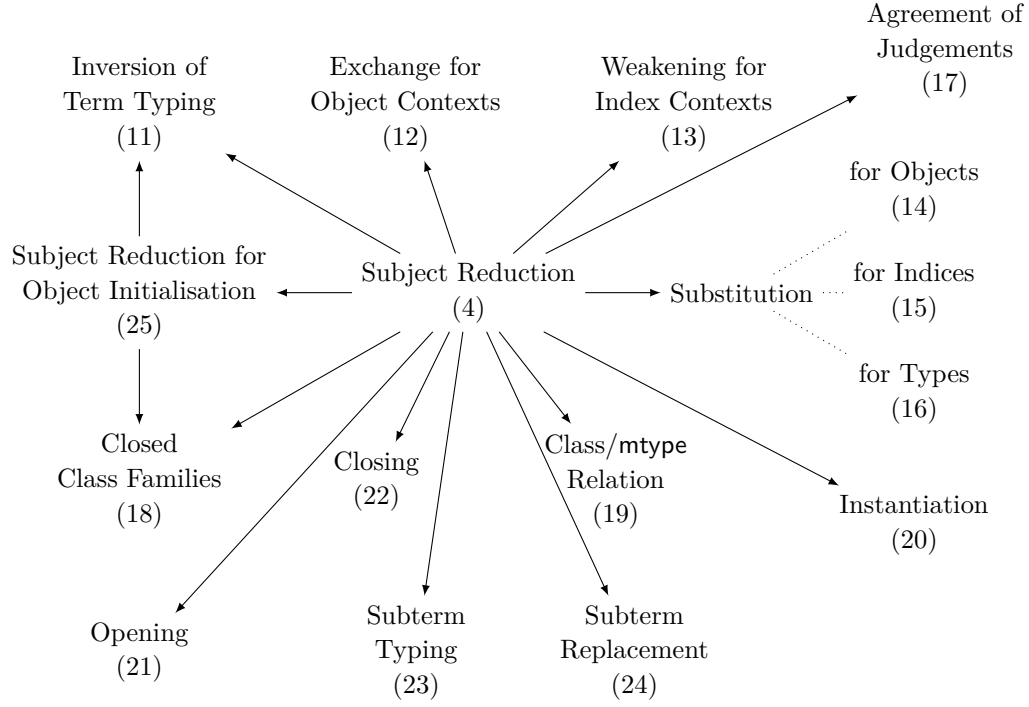 Agreement of
Judgements
(17)
Inversion of
Term Typing
(11)
Exchange for
Object Contexts
(12)
Weakening for
Index Contexts
(13)
for Objects
(14)
Subject Reduction for
Object Initialisation
(25)
Subject Reduction
(4)
Substitution
for Indices
(15)
for Types
(16)
Closed
Class Families
(18)
Closing
(22)
Class/mtype
Relation
(19)
Instantiation
(20)
Opening
(21)
Subterm
Typing
(23)
Subterm
Replacement
(24)